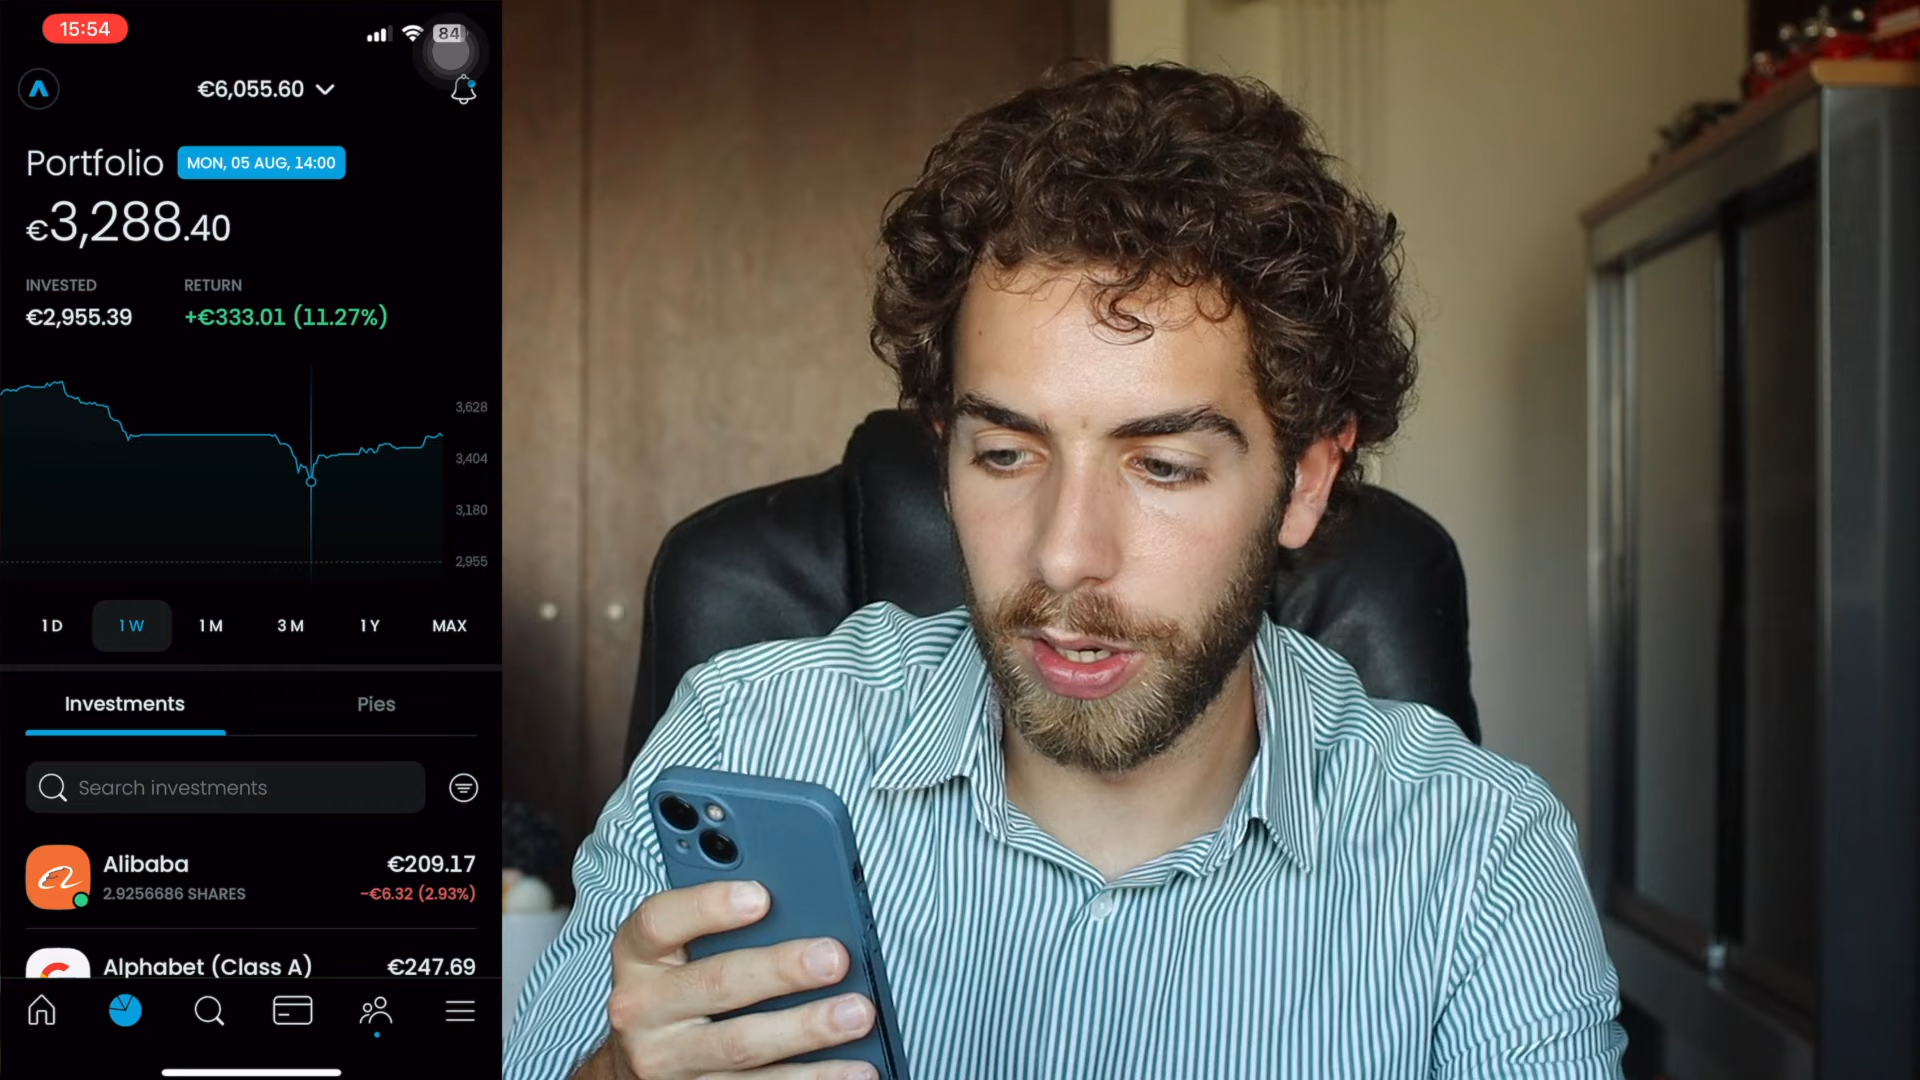 15:54
84
€6,055.60
Portfolio
MON, 05 AUG, 14:00
€3,288.40
INVESTED
RETURN
€2,955.39
+€333.01 (11.27%)
3,628
3,404
3,180
2,955
1D
1W
1M
3M
1Y
MAX
Investments
Pies
Search investments
Alibaba
€209.17
2.9256686 SHARES
-€6.32 (2.93%)
Alphabet (Class A)
€247.69